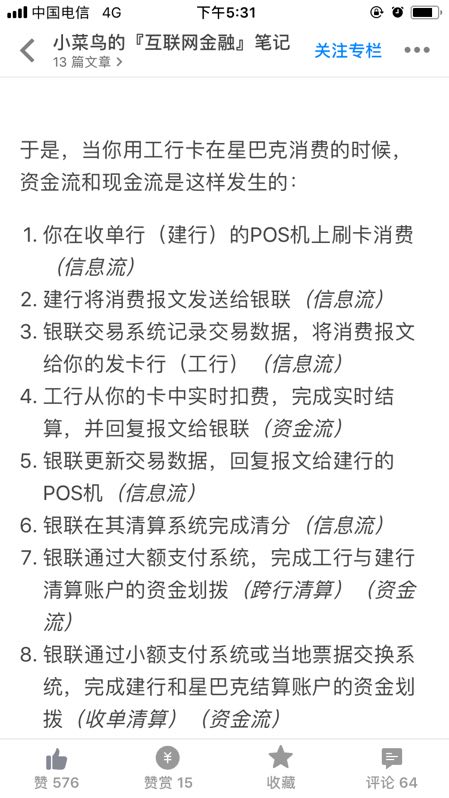 中国电信 4G 下午5:31
小菜鸟的『互联网金融』笔记
13 篇文章
关注专栏
于是，当你用工行卡在星巴克消费的时候，
资金流和现金流是这样发生的：
1. 你在收单行（建行）的POS机上刷卡消费
（信息流）
2. 建行将消费报文发送给银联（信息流）
3. 银联交易系统记录交易数据，将消费报文
给你的发卡行（工行）（信息流）
4. 工行从你的卡中实时扣费，完成实时结
算，并回复报文给银联（资金流）
5. 银联更新交易数据，回复报文给建行的
POS机（信息流）
6. 银联在其清算系统完成清分（信息流）
7. 银联通过大额支付系统，完成工行与建行
清算账户的资金划拨（跨行清算）（资金
流）
8. 银联通过小额支付系统或当地票据交换系
统，完成建行和星巴克结算账户的资金划
拨（收单清算）（资金流）
赞 576 赞赏 15 收藏 评论 64